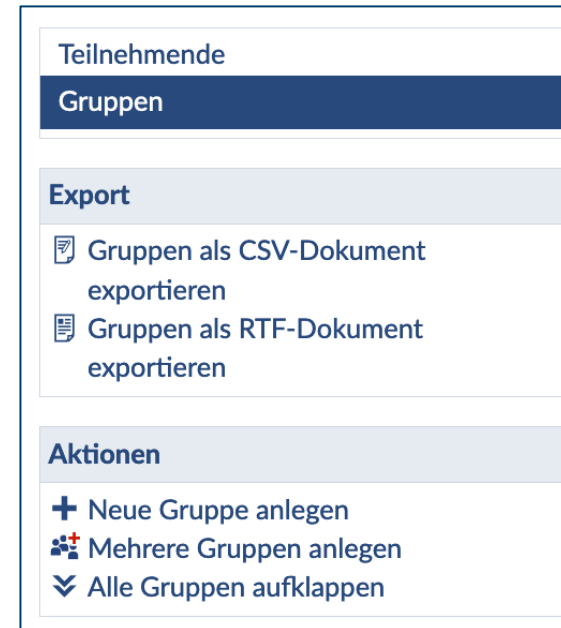 Teilnehmende
Gruppen
Export
Gruppen als CSV-Dokument
exportieren
Gruppen als RTF-Dokument
exportieren
Aktionen
Neue Gruppe anlegen
Mehrere Gruppen anlegen
Alle Gruppen aufklappen